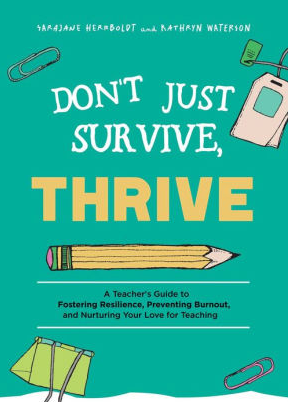 SARAJANE HERRBOLDT and KATHRYN WATERSON
DON'T JUST
SURVIVE,
THRIVE
A Teacher's Guide to
Fostering Resilience, Preventing Burnout,
and Nurturing Your Love for Teaching